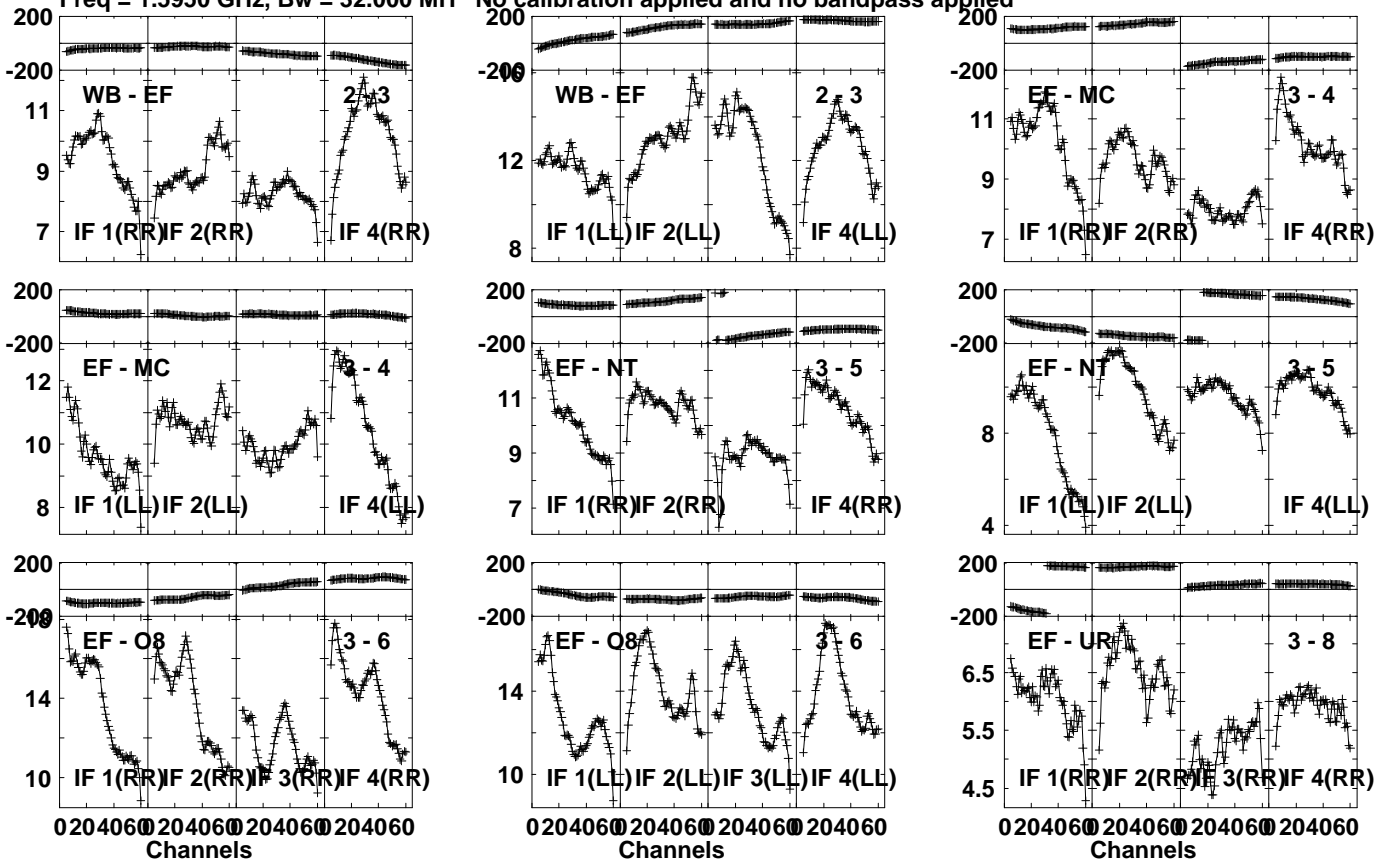 Freq = 1.5950 GHz, Bw = 32.000 MH No calibration applied and no bandpass applied
200
-200
WB - EF 2 - 3
11
9
7
IF 1(RR) IF 2(RR) IF 4(RR)
200
-200
16
WB - EF 2 - 3
12
8
IF 1(LL) IF 2(LL) IF 4(LL)
200
-200
EF - MC 3 - 4
11
9
7
IF 1(RR) IF 2(RR) IF 4(RR)
200
-200
EF - MC 3 - 4
12
10
8
IF 1(LL) IF 2(LL) IF 4(LL)
200
-200
EF - NT 3 - 5
11
9
7
IF 1(RR) IF 2(RR) IF 4(RR)
200
-200
EF - NT 3 - 5
8
4
IF 1(LL) IF 2(LL) IF 4(LL)
200
-200
18
EF - O8 3 - 6
14
10
IF 1(RR) IF 2(RR) IF 3(RR) IF 4(RR)
0 20 40 60 0 20 40 60 0 20 40 60 0 20 40 60
Channels
200
-200
EF - O8 3 - 6
14
10
IF 1(LL) IF 2(LL) IF 3(LL) IF 4(LL)
0 20 40 60 0 20 40 60 0 20 40 60 0 20 40 60
Channels
200
-200
EF - UR 3 - 8
6.5
5.5
4.5
IF 1(RR) IF 2(RR) IF 3(RR) IF 4(RR)
0 20 40 60 0 20 40 60 0 20 40 60 0 20 40 60
Channels